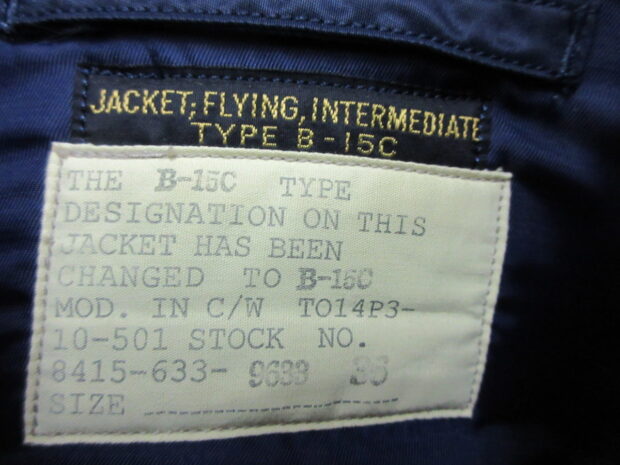 JACKET, FLYING, INTERMEDIATE
TYPE B-15C
THE B-15C TYPE
DESIGNATION ON THIS
JACKET HAS BEEN
CHANGED TO B-15C
MOD. IN C/W TO14P3-
10-501 STOCK NO.
8415-633- 36
SIZE